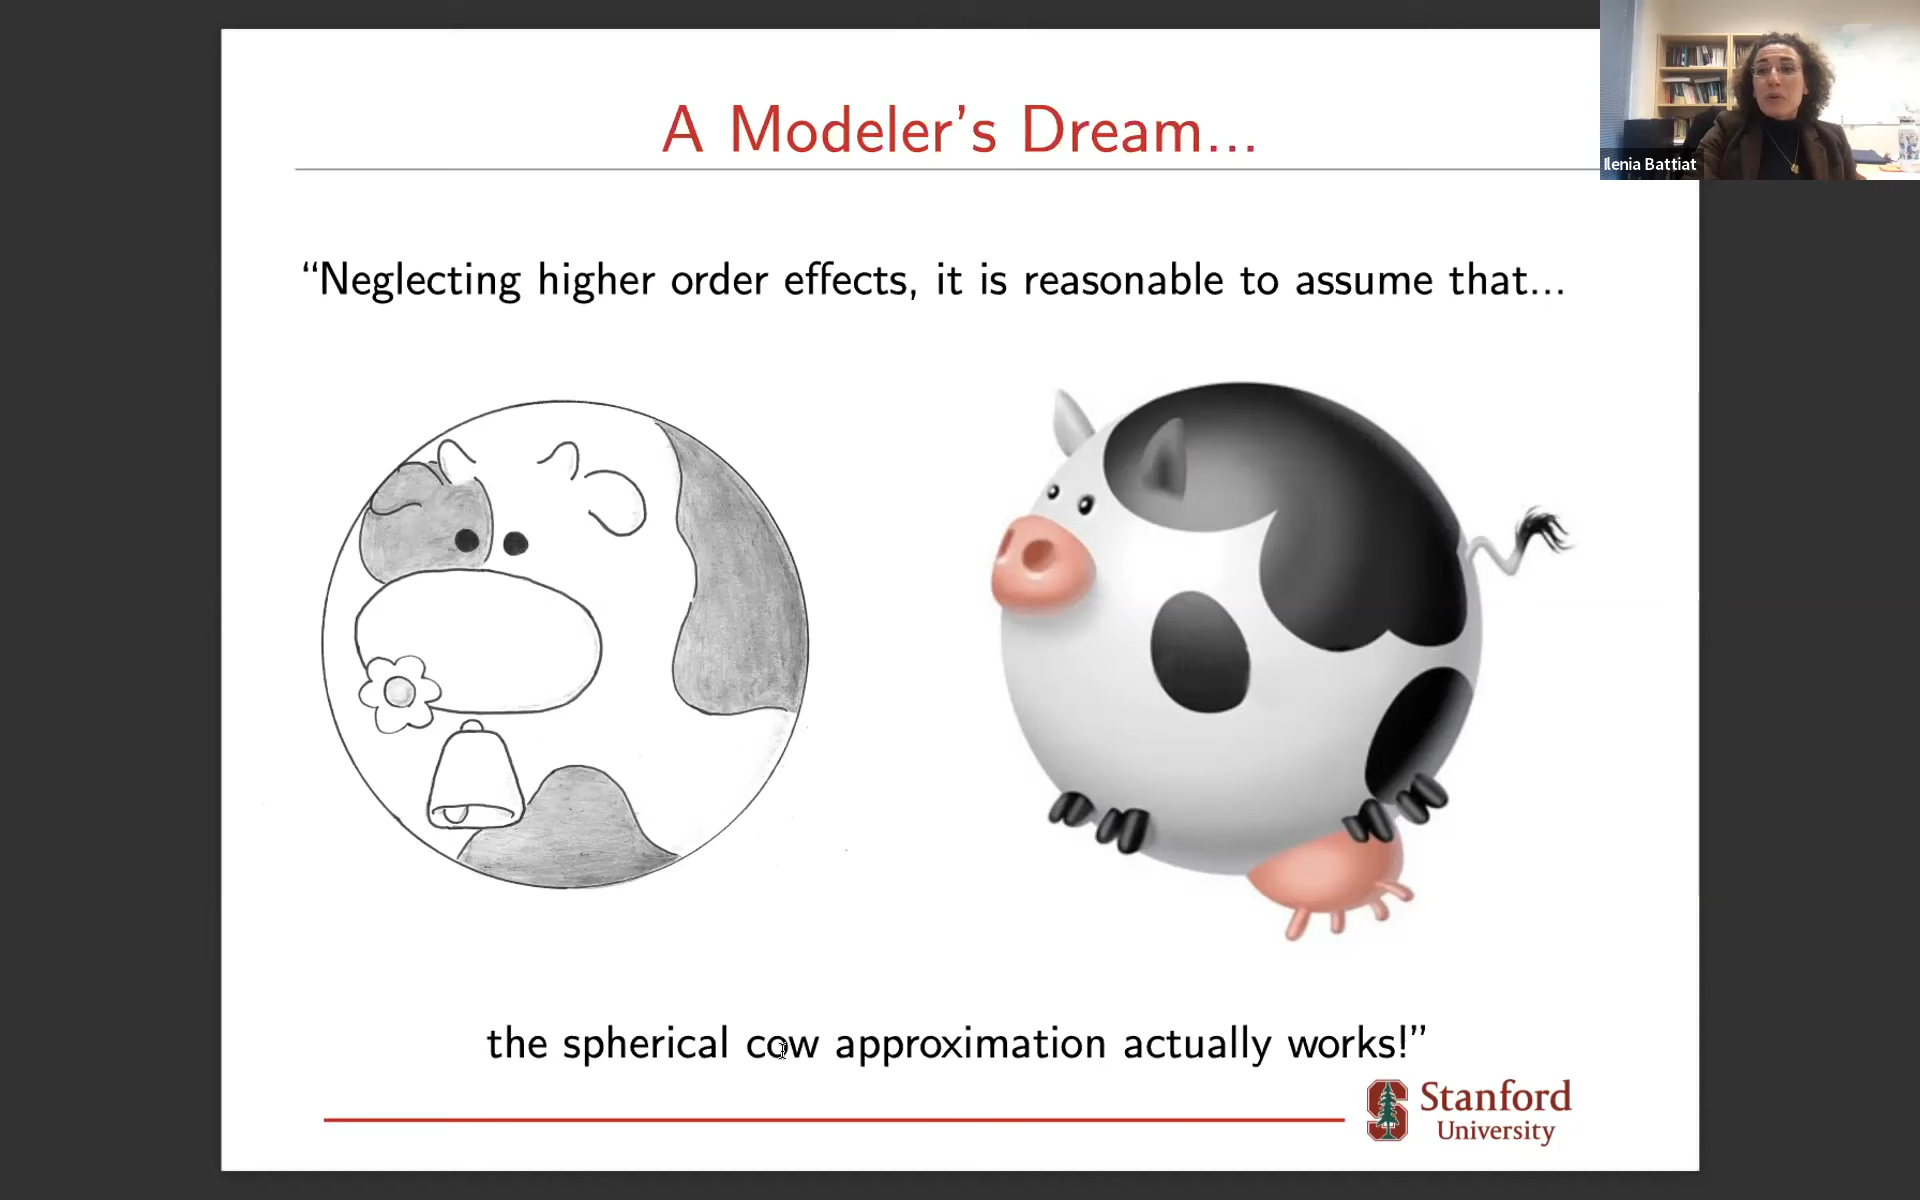 A Modeler's Dream...
Ilenia Battiat
“Neglecting higher order effects, it is reasonable to assume that...
the spherical cow approximation actually works!”
Stanford
University